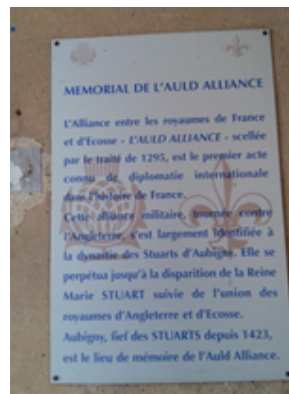 MEMORIAL DE L'AULD ALLIANCE
L'Alliance entre les royaumes de France
et d'Ecosse - L'AULD ALLIANCE - scellée
par le traité de 1295, est le premier acte
connu de diplomatie internationale
dans l'histoire de France.
Cette alliance militaire, tournée contre
l'Angleterre, s'est largement identifiée à
la dynastie des Stuarts d'Aubigny. Elle se
perpétua jusqu'à la disparition de la Reine
Marie STUART suivie de l'union des
royaumes d'Angleterre et d'Ecosse.
Aubigny, fief des STUARTS depuis 1423,
est le lieu de mémoire de l'Auld Alliance.